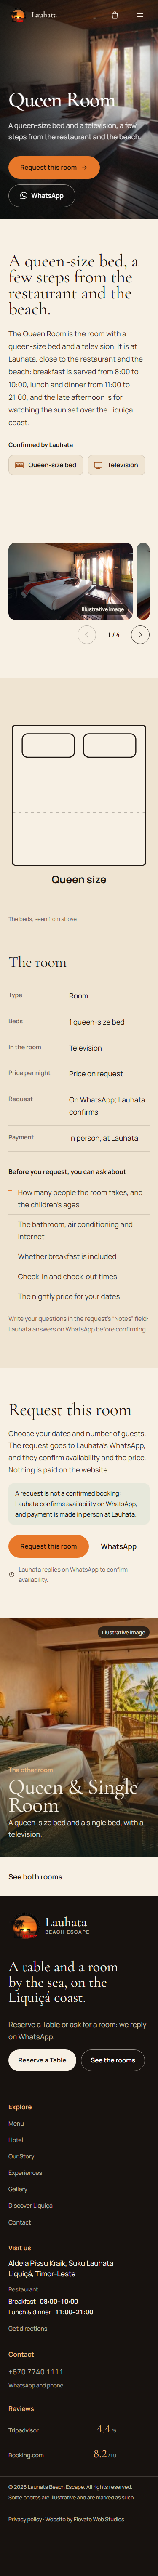 Lauhata
Queen Room
A queen-size bed and a television, a few
steps from the restaurant and the beach.
Request this room →
WhatsApp
A queen-size bed, a
few steps from the
restaurant and the
beach.
The Queen Room is the room with a
queen-size bed and a television. It is at
Lauhata, close to the restaurant and the
beach: breakfast is served from 8:00 to
10:00, lunch and dinner from 11:00 to
21:00, and the late afternoon is for
watching the sun set over the Liquiçá
coast.
Confirmed by Lauhata
Queen-size bed
Television
Illustrative image
1 / 4
Queen size
The beds, seen from above
The room
Type Room
Beds 1 queen-size bed
In the room Television
Price per night Price on request
Request On WhatsApp; Lauhata
confirms
Payment In person, at Lauhata
Before you request, you can ask about
— How many people the room takes, and
the children's ages
— The bathroom, air conditioning and
internet
— Whether breakfast is included
— Check-in and check-out times
— The nightly price for your dates
Write your questions in the request's "Notes" field:
Lauhata answers on WhatsApp before confirming.
Request this room
Choose your dates and number of guests.
The request goes to Lauhata's WhatsApp,
and they confirm availability and the price.
Nothing is paid on the website.
A request is not a confirmed booking:
Lauhata confirms availability on WhatsApp,
and payment is made in person at Lauhata.
Request this room
WhatsApp
Lauhata replies on WhatsApp to confirm
availability.
Illustrative image
The other room
Queen & Single
Room
A queen-size bed and a single bed, with a
television.
See both rooms
Lauhata
BEACH ESCAPE
A table and a room
by the sea, on the
Liquiçá coast.
Reserve a Table or ask for a room: we reply
on WhatsApp.
Reserve a Table
See the rooms
Explore
Menu
Hotel
Our Story
Experiences
Gallery
Discover Liquiçá
Contact
Visit us
Aldeia Pissu Kraik, Suku Lauhata
Liquiçá, Timor-Leste
Restaurant
Breakfast 08:00–10:00
Lunch & dinner 11:00–21:00
Get directions
Contact
+670 7740 1111
WhatsApp and phone
Reviews
Tripadvisor 4.4 /5
Booking.com 8.2 /10
© 2026 Lauhata Beach Escape. All rights reserved.
Some photos are illustrative and are marked as such.
Privacy policy · Website by Elevate Web Studios